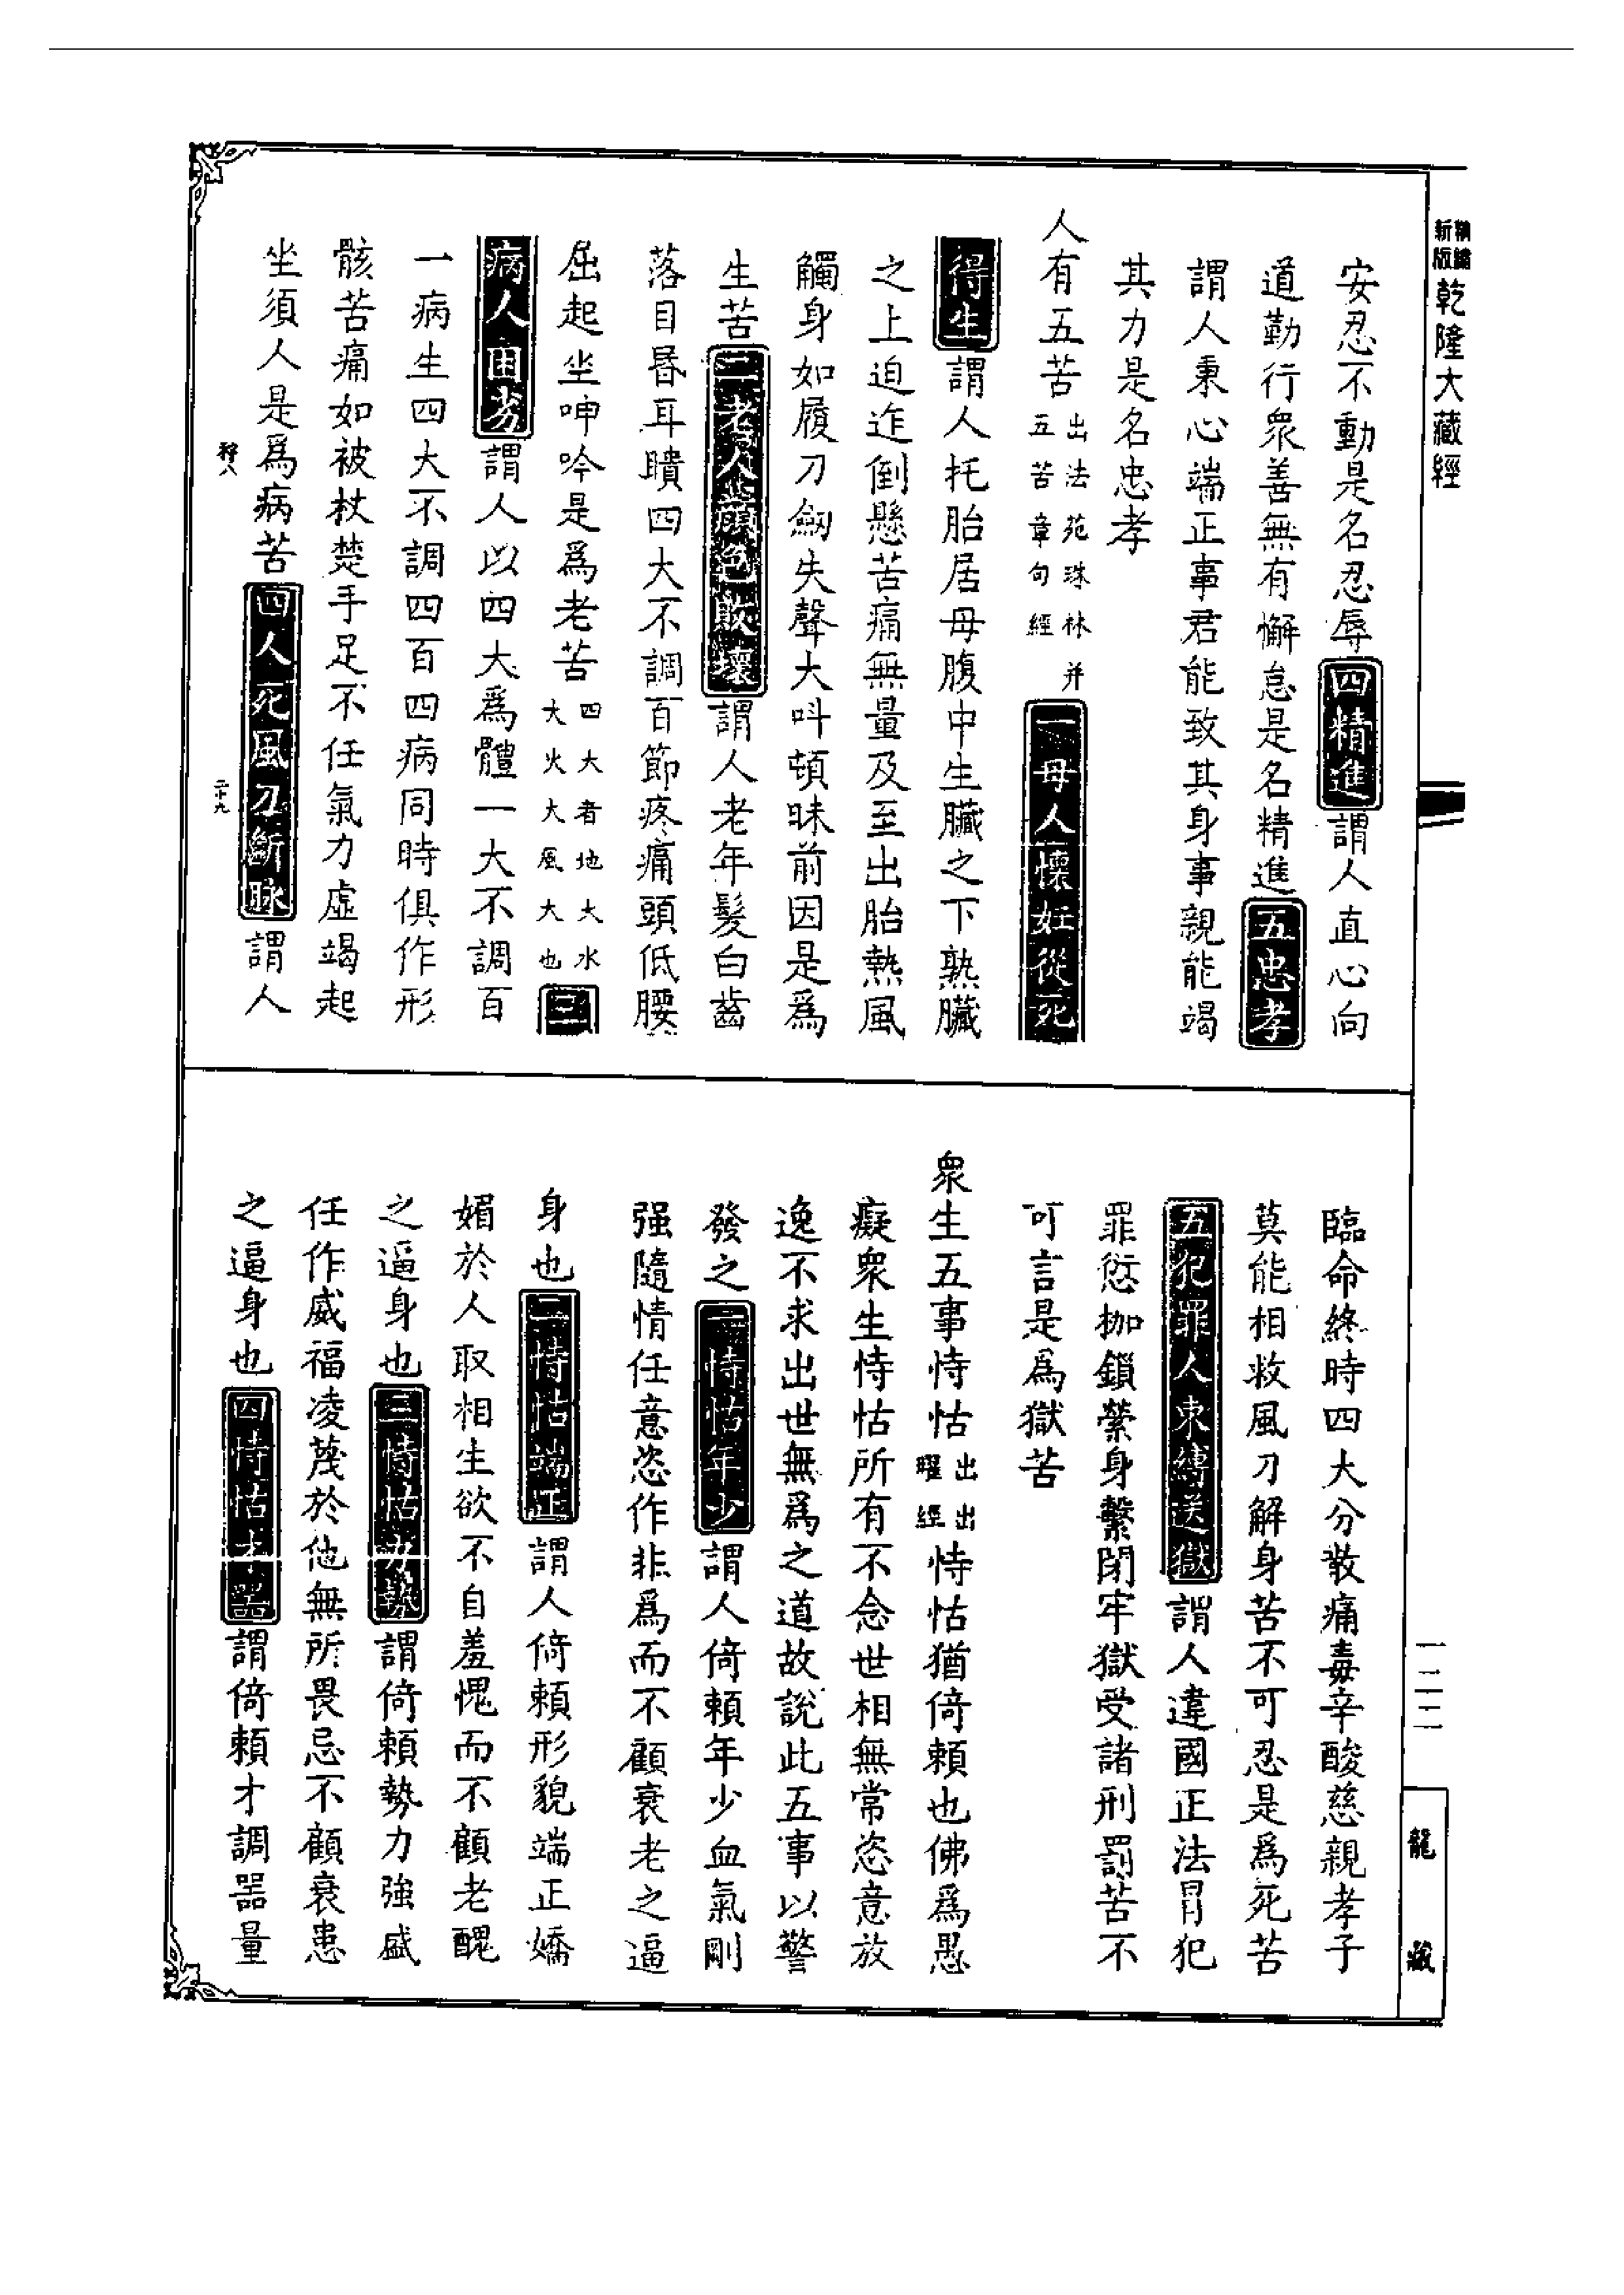 新版精縮
乾隆大藏經
安忍不動是名忍辱四精進謂人直心向
道勤行衆善無有懈怠是名精進五忠孝
謂人秉心端正事君能致其身事親能竭
其力是名忠孝
人有五苦出法苑珠林并五苦章句經一母人懷妊從死
得生謂人托胎居母腹中生臟之下熟臟
之上迫迮倒懸苦痛無量及至出胎熱風
觸身如履刀劒失聲大呌頓昧前因是爲
生苦二老人顏色毀壞謂人老年髮白齒
落目昬耳瞶四大不調百節疼痛頭低腰
屈起坐呻吟是爲老苦四大者地大水大火大風大也三
病人困劣謂人以四大爲體一大不調百
一病生四大不調四百四病同時俱作形
骸苦痛如被杖楚手足不任氣力虛竭起
坐須人是爲病苦四人死風刀斷脉謂人
二十九
臨命終時四大分散痛毒辛酸慈親孝子
莫能相救風刀解身苦不可忍是爲死苦
五犯罪人束縛送獄謂人違國正法冐犯
罪愆枷鎖縈身繫閉牢獄受諸刑罰苦不
可言是爲獄苦
衆生五事恃怙出出曜經恃怙猶倚賴也佛爲愚
癡衆生恃怙所有不念世相無常恣意放
逸不求出世無爲之道故說此五事以警
發之一恃怙年少謂人倚賴年少血氣剛
强隨情任意恣作非爲而不顧衰老之逼
身也二恃怙端正謂人倚賴形貌端正嬌
媚於人取相生欲不自羞愧而不顧老醜
之逼身也三恃怙力勢謂倚賴勢力強盛
任作威福凌蔑於他無所畏忌不顧衰患
之逼身也四恃怙才器謂倚賴才調器量
一二二
龍藏